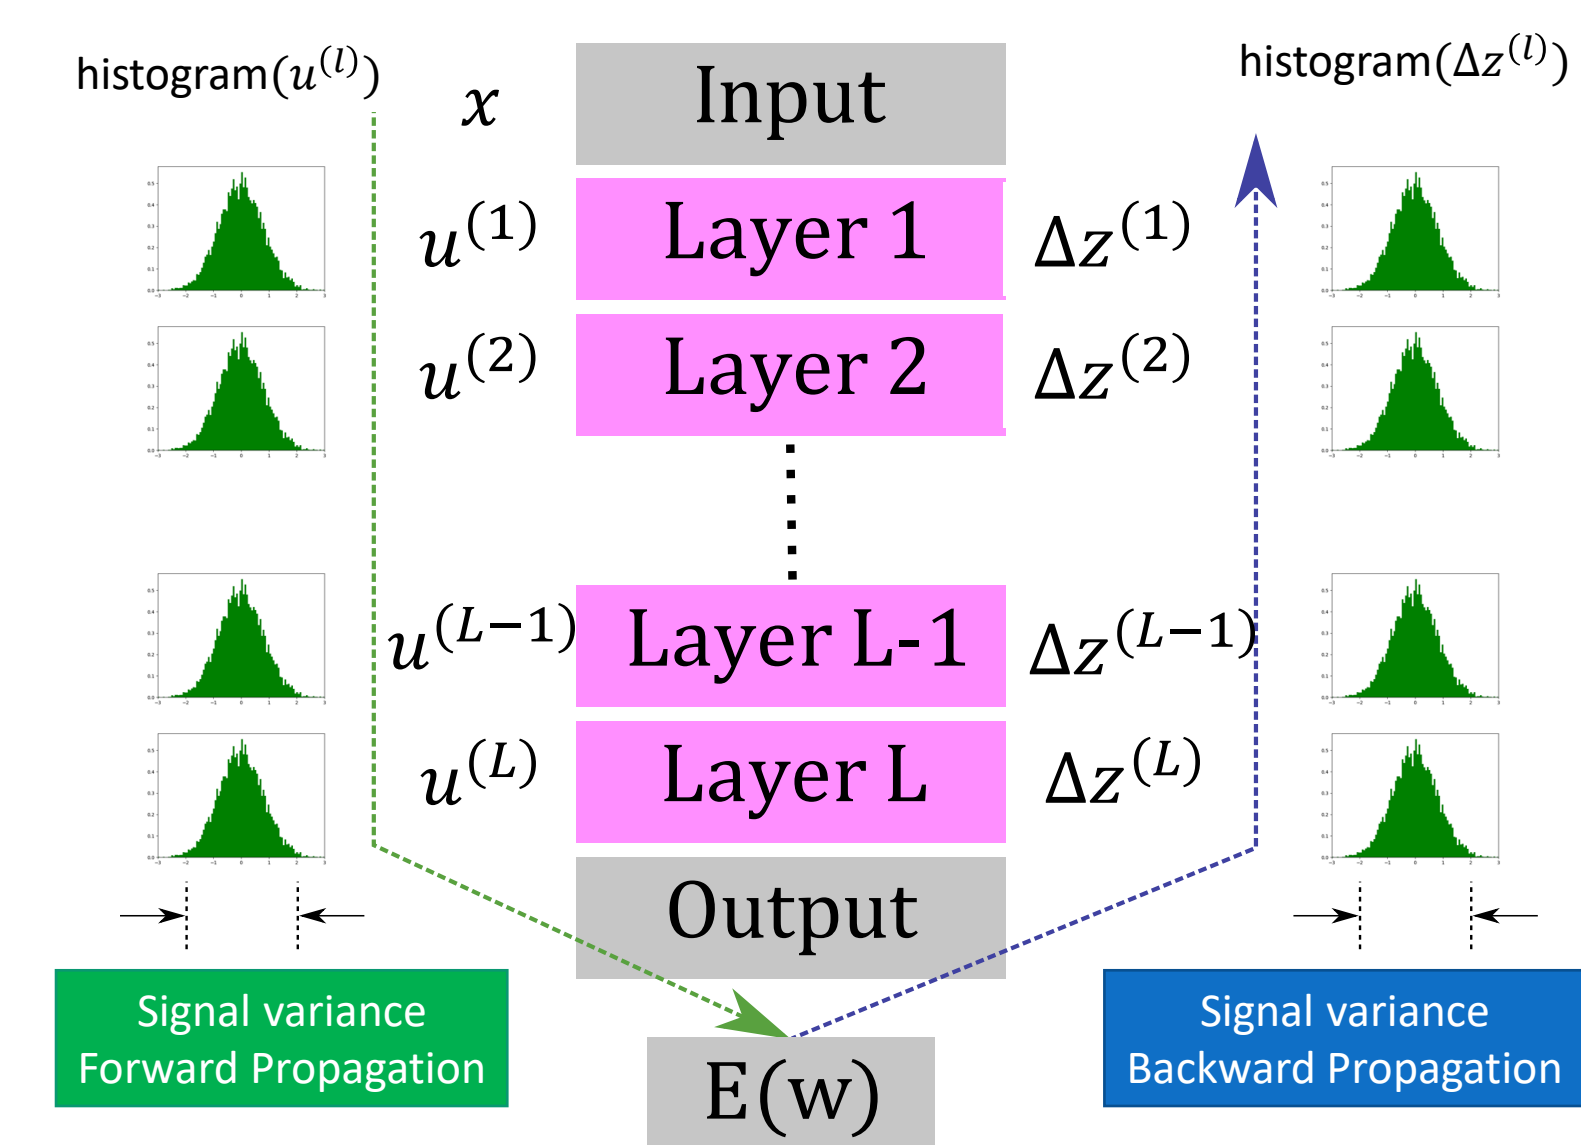 histogram(u^(l))
x
Input
histogram(Δz^(l))
u^(1)
Layer 1
Δz^(1)
u^(2)
Layer 2
Δz^(2)
u^(L−1)
Layer L-1
Δz^(L−1)
u^(L)
Layer L
Δz^(L)
Output
Signal variance
Forward Propagation
E(w)
Signal variance
Backward Propagation